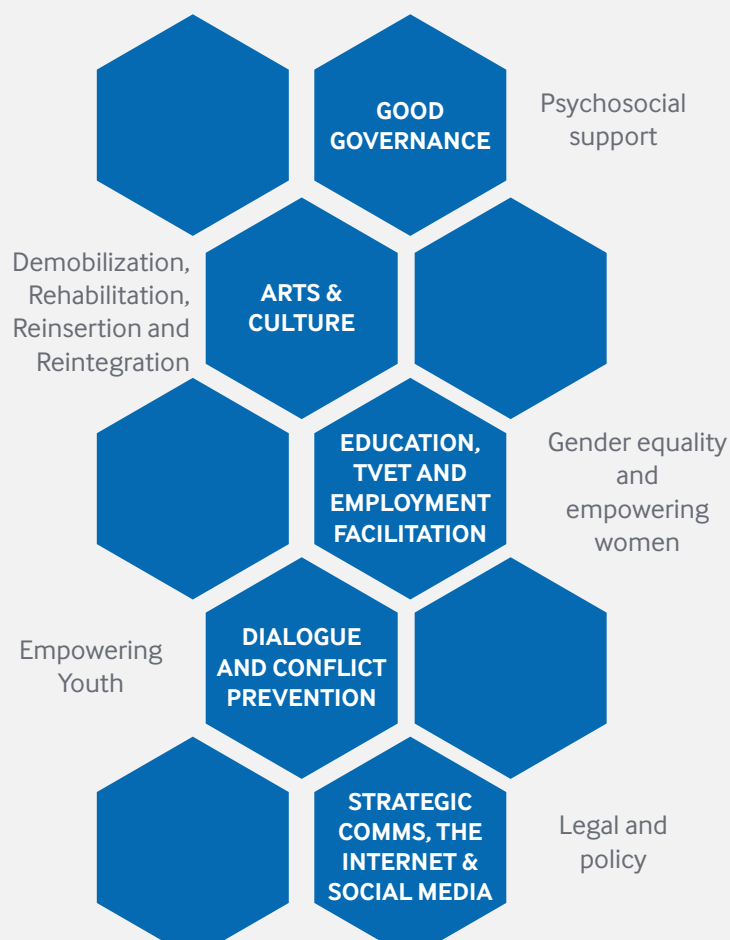 GOOD
GOVERNANCE
Psychosocial
support
Demobilization,
Rehabilitation,
Reinsertion and
Reintegration
ARTS &
CULTURE
EDUCATION,
TVET AND
EMPLOYMENT
FACILITATION
Gender equality
and
empowering
women
Empowering
Youth
DIALOGUE
AND CONFLICT
PREVENTION
STRATEGIC
COMMS, THE
INTERNET &
SOCIAL MEDIA
Legal and
policy